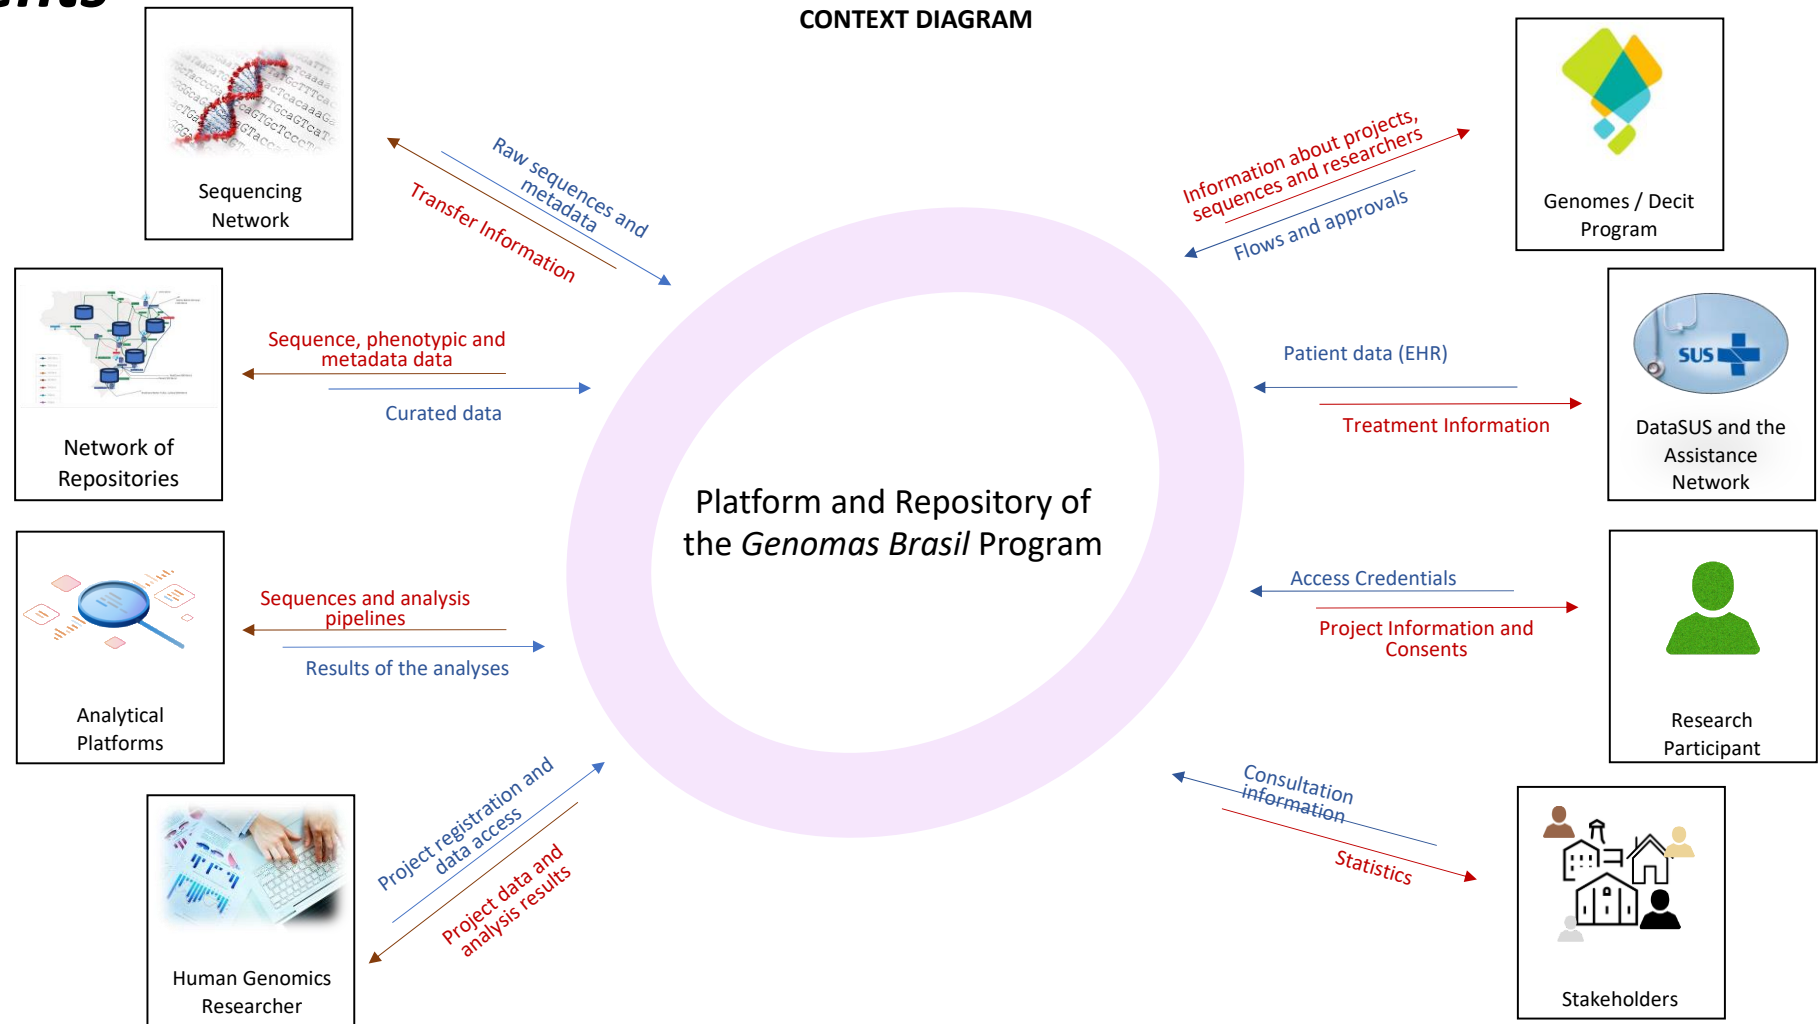 CONTEXT DIAGRAM
Sequencing
Network
Raw sequences and
metadata
Transfer Information
Information about projects,
sequences and researchers
Flows and approvals
Genomes / Decit
Program
Network of
Repositories
Sequence, phenotypic and
metadata data
Curated data
Patient data (EHR)
Treatment Information
SUS
DataSUS and the
Assistance
Network
Platform and Repository of
the Genomas Brasil Program
Analytical
Platforms
Sequences and analysis
pipelines
Results of the analyses
Access Credentials
Project Information and
Consents
Research
Participant
Human Genomics
Researcher
Project registration and
data access
Project data and
analysis results
Consultation
information
Statistics
Stakeholders